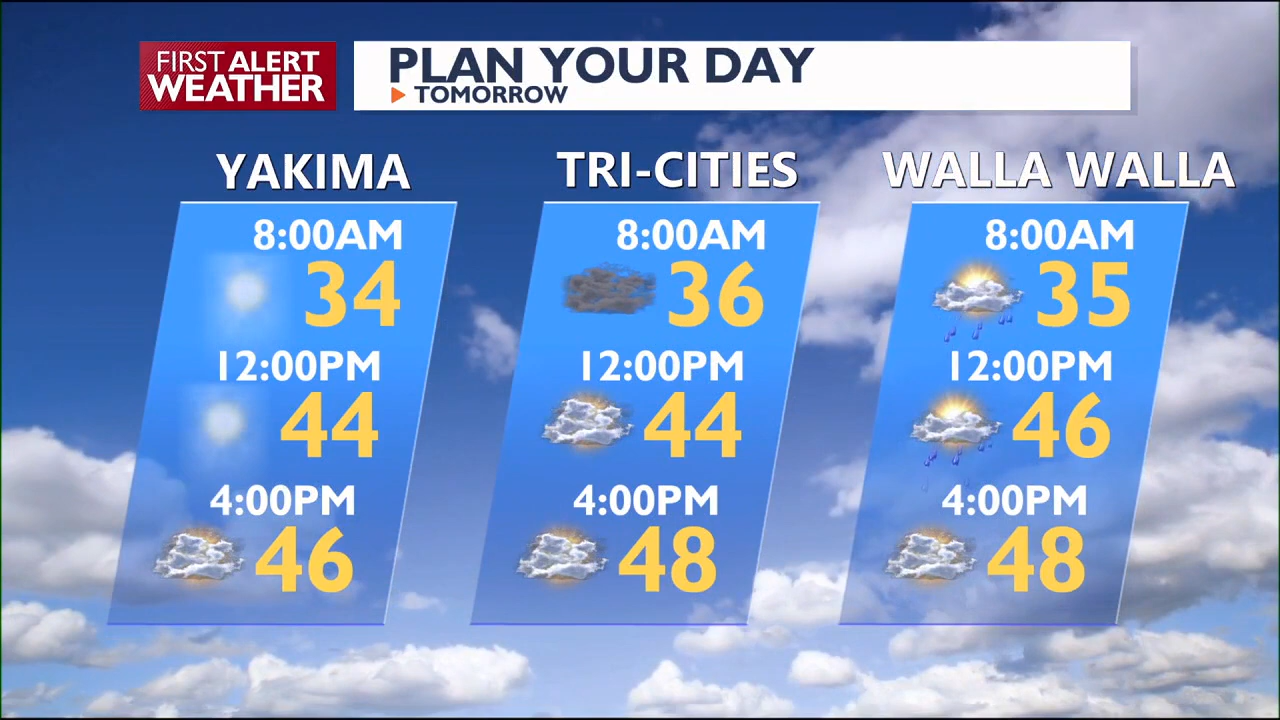 FIRST ALERT
WEATHER
PLAN YOUR DAY
TOMORROW
YAKIMA
8:00AM
34
12:00PM
44
4:00PM
46
TRI-CITIES
8:00AM
36
12:00PM
44
4:00PM
48
WALLA WALLA
8:00AM
35
12:00PM
46
4:00PM
48